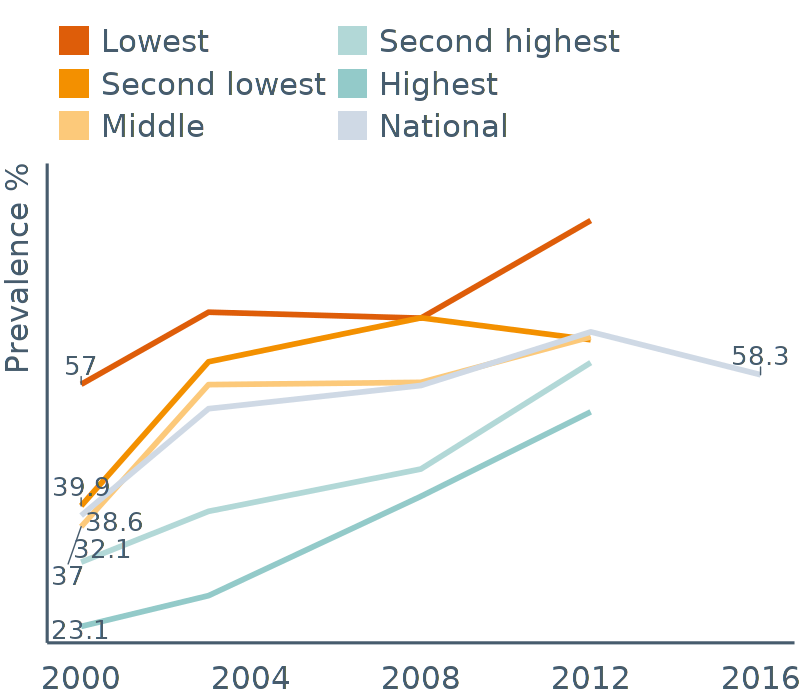 Lowest
Second lowest
Middle
Second highest
Highest
National
Prevalence %
57
58.3
39.9
38.6
32.1
37
23.1
2000 2004 2008 2012 2016